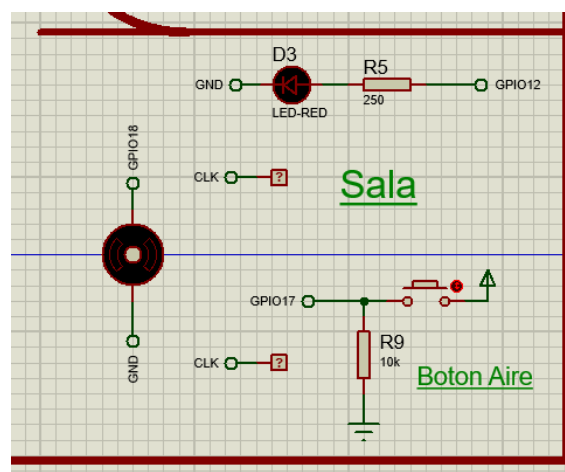 D3
R5
GND
GPIO12
LED-RED
250
GPIO18
CLK
?
Sala
GPIO17
R9
10k
GND
CLK
?
Boton Aire